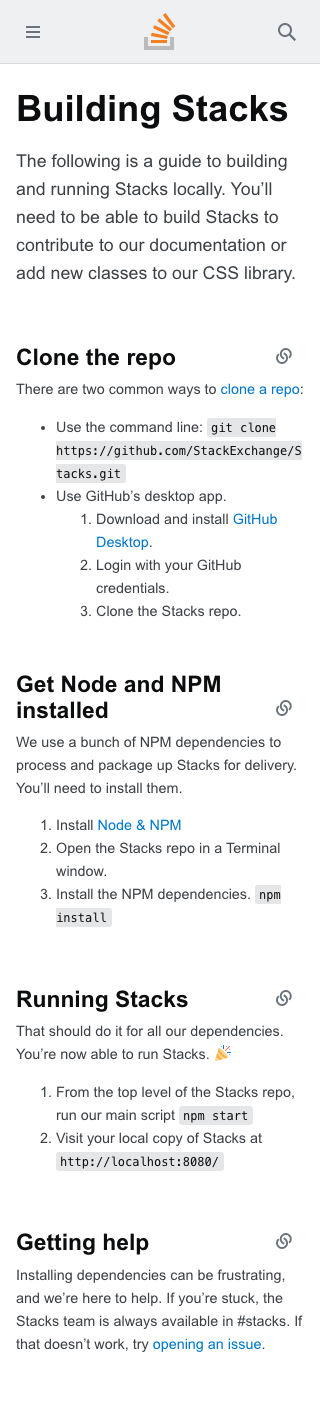 Building Stacks
The following is a guide to building
and running Stacks locally. You’ll
need to be able to build Stacks to
contribute to our documentation or
add new classes to our CSS library.
Clone the repo
There are two common ways to clone a repo:
• Use the command line: git clone
https://github.com/StackExchange/S
tacks.git
• Use GitHub’s desktop app.
1. Download and install GitHub
Desktop.
2. Login with your GitHub
credentials.
3. Clone the Stacks repo.
Get Node and NPM
installed
We use a bunch of NPM dependencies to
process and package up Stacks for delivery.
You’ll need to install them.
1. Install Node & NPM
2. Open the Stacks repo in a Terminal
window.
3. Install the NPM dependencies. npm
install
Running Stacks
That should do it for all our dependencies.
You’re now able to run Stacks. 🎉
1. From the top level of the Stacks repo,
run our main script npm start
2. Visit your local copy of Stacks at
http://localhost:8080/
Getting help
Installing dependencies can be frustrating,
and we’re here to help. If you’re stuck, the
Stacks team is always available in #stacks. If
that doesn’t work, try opening an issue.